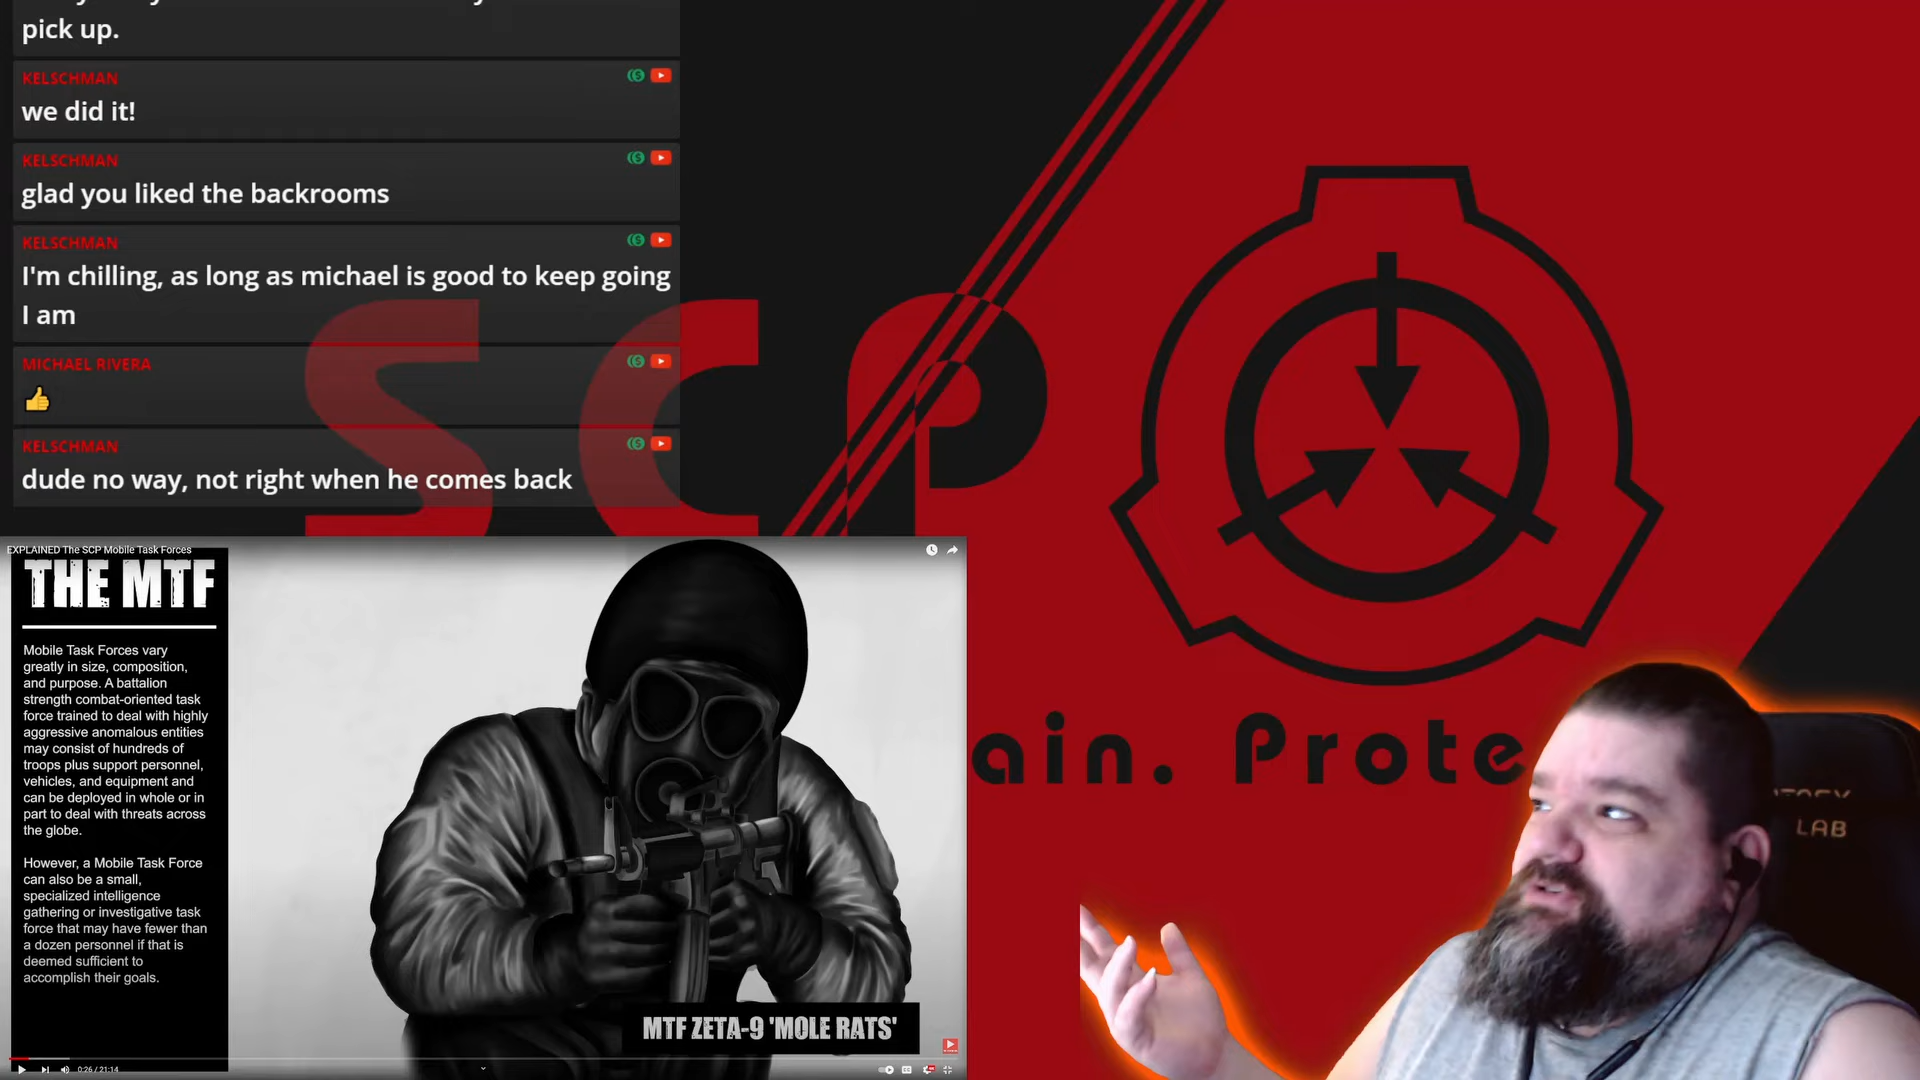 pick up.
KELSCHMAN
we did it!
KELSCHMAN
glad you liked the backrooms
KELSCHMAN
I'm chilling, as long as michael is good to keep going
I am
MICHAEL RIVERA
👍
KELSCHMAN
dude no way, not right when he comes back
SCP
ain. Prote
LAB
EXPLAINED The SCP Mobile Task Forces
THE MTF
Mobile Task Forces vary
greatly in size, composition,
and purpose. A battalion
strength combat-oriented task
force trained to deal with highly
aggressive anomalous entities
may consist of hundreds of
troops plus support personnel,
vehicles, and equipment and
can be deployed in whole or in
part to deal with threats across
the globe.
However, a Mobile Task Force
can also be a small,
specialized intelligence
gathering or investigative task
force that may have fewer than
a dozen personnel if that is
deemed sufficient to
accomplish their goals.
MTF ZETA-9 'MOLE RATS'
0:26 / 21:14